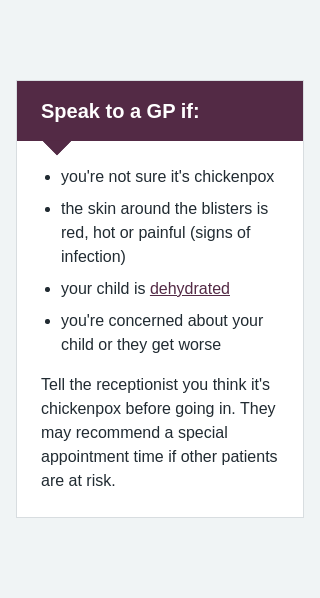 Speak to a GP if:
you're not sure it's chickenpox
the skin around the blisters is
red, hot or painful (signs of
infection)
your child is dehydrated
you're concerned about your
child or they get worse
Tell the receptionist you think it's
chickenpox before going in. They
may recommend a special
appointment time if other patients
are at risk.